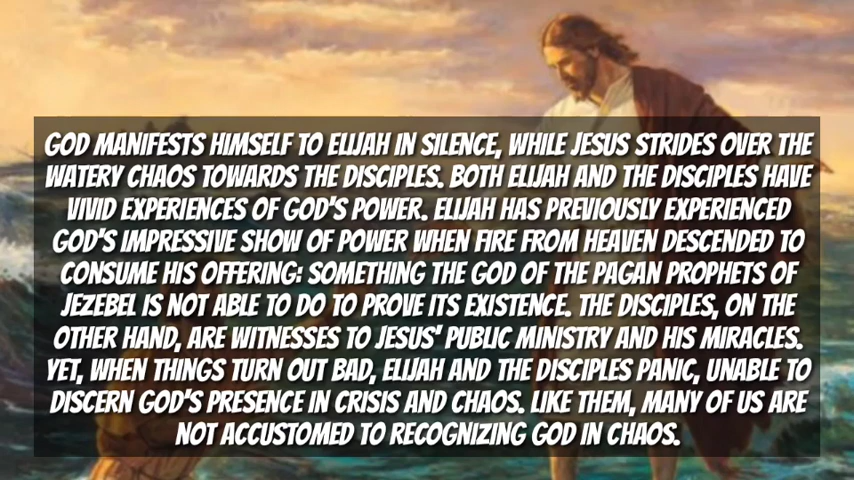 GOD MANIFESTS HIMSELF TO ELIJAH IN SILENCE, WHILE JESUS STRIDES OVER THE
WATERY CHAOS TOWARDS THE DISCIPLES. BOTH ELIJAH AND THE DISCIPLES HAVE
VIVID EXPERIENCES OF GOD'S POWER. ELIJAH HAS PREVIOUSLY EXPERIENCED
GOD'S IMPRESSIVE SHOW OF POWER WHEN FIRE FROM HEAVEN DESCENDED TO
CONSUME HIS OFFERING: SOMETHING THE GOD OF THE PAGAN PROPHETS OF
JEZEBEL IS NOT ABLE TO DO TO PROVE ITS EXISTENCE. THE DISCIPLES, ON THE
OTHER HAND, ARE WITNESSES TO JESUS' PUBLIC MINISTRY AND HIS MIRACLES.
YET, WHEN THINGS TURN OUT BAD, ELIJAH AND THE DISCIPLES PANIC, UNABLE TO
DISCERN GOD'S PRESENCE IN CRISIS AND CHAOS. LIKE THEM, MANY OF US ARE
NOT ACCUSTOMED TO RECOGNIZING GOD IN CHAOS.